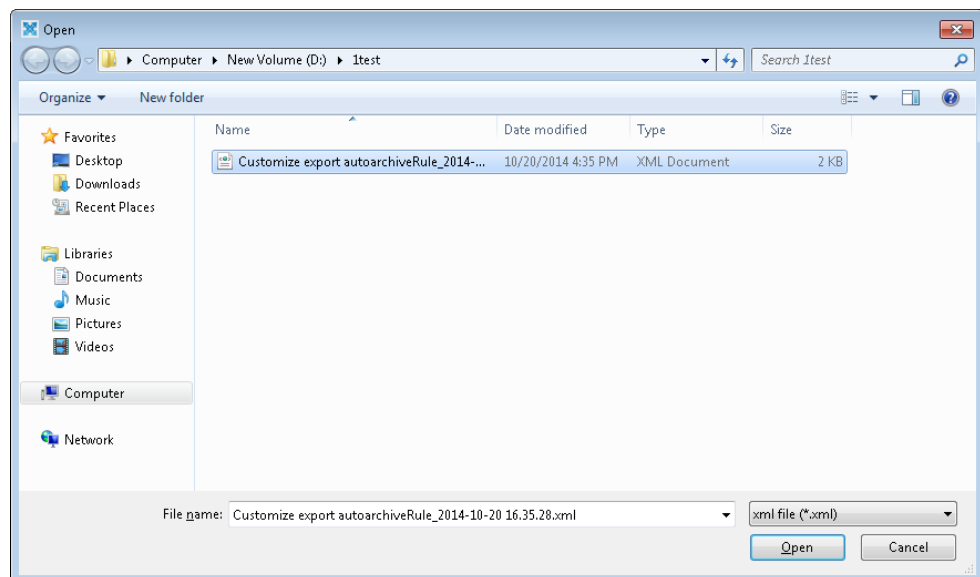 Open
Computer ▸ New Volume (D:) ▸ 1test
Search 1test
Organize
New folder
Name
Date modified
Type
Size
Customize export autoarchiveRule_2014-...
10/20/2014 4:35 PM
XML Document
2 KB
Favorites
Desktop
Downloads
Recent Places
Libraries
Documents
Music
Pictures
Videos
Computer
Network
File name:
Customize export autoarchiveRule_2014-10-20 16.35.28.xml
xml file (*.xml)
Open
Cancel